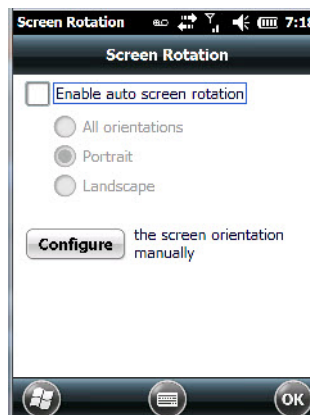 Screen Rotation 7:18
Screen Rotation
Enable auto screen rotation
All orientations
Portrait
Landscape
Configure the screen orientation
manually
OK